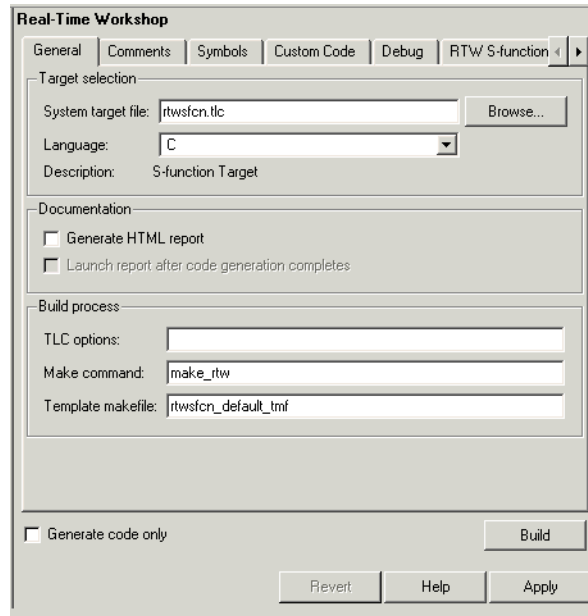 Real-Time Workshop
General Comments Symbols Custom Code Debug RTW S-function
Target selection
System target file: rtwsfcn.tlc Browse...
Language: C
Description: S-function Target
Documentation
Generate HTML report
Launch report after code generation completes
Build process
TLC options:
Make command: make_rtw
Template makefile: rtwsfcn_default_tmf
Generate code only Build
Revert Help Apply